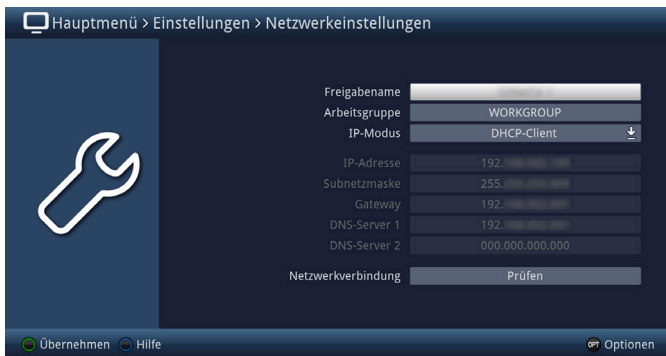 Hauptmenü > Einstellungen > Netzwerkeinstellungen
Freigabename
Arbeitsgruppe WORKGROUP
IP-Modus DHCP-Client
IP-Adresse 192.
Subnetzmaske 255.
Gateway 192.
DNS-Server 1 192.
DNS-Server 2 000.000.000.000
Netzwerkverbindung Prüfen
Übernehmen Hilfe OPT Optionen